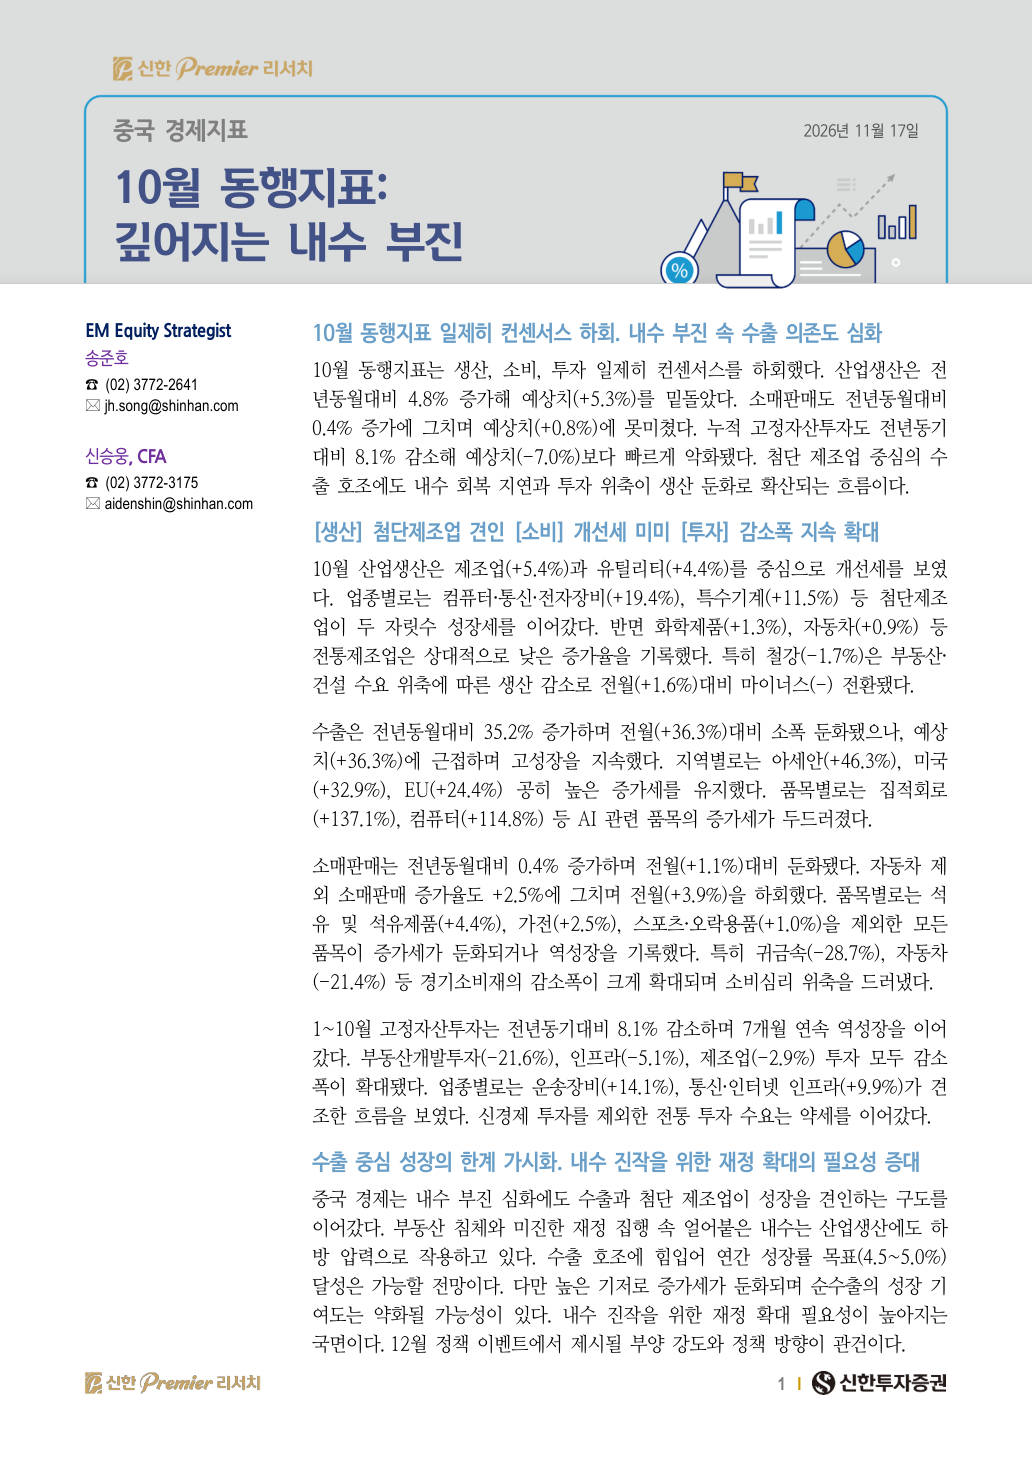 신한 Premier 리서치
중국 경제지표
2026년 11월 17일
10월 동행지표:
깊어지는 내수 부진
%
EM Equity Strategist
송준호
☎ (02) 3772-2641
✉ jh.song@shinhan.com
신승웅, CFA
☎ (02) 3772-3175
✉ aidenshin@shinhan.com
10월 동행지표 일제히 컨센서스 하회. 내수 부진 속 수출 의존도 심화
10월 동행지표는 생산, 소비, 투자 일제히 컨센서스를 하회했다. 산업생산은 전
년동월대비 4.8% 증가해 예상치(+5.3%)를 밑돌았다. 소매판매도 전년동월대비
0.4% 증가에 그치며 예상치(+0.8%)에 못미쳤다. 누적 고정자산투자도 전년동기
대비 8.1% 감소해 예상치(-7.0%)보다 빠르게 악화됐다. 첨단 제조업 중심의 수
출 호조에도 내수 회복 지연과 투자 위축이 생산 둔화로 확산되는 흐름이다.
[생산] 첨단제조업 견인 [소비] 개선세 미미 [투자] 감소폭 지속 확대
10월 산업생산은 제조업(+5.4%)과 유틸리티(+4.4%)를 중심으로 개선세를 보였
다. 업종별로는 컴퓨터·통신·전자장비(+19.4%), 특수기계(+11.5%) 등 첨단제조
업이 두 자릿수 성장세를 이어갔다. 반면 화학제품(+1.3%), 자동차(+0.9%) 등
전통제조업은 상대적으로 낮은 증가율을 기록했다. 특히 철강(-1.7%)은 부동산·
건설 수요 위축에 따른 생산 감소로 전월(+1.6%)대비 마이너스(-) 전환됐다.
수출은 전년동월대비 35.2% 증가하며 전월(+36.3%)대비 소폭 둔화됐으나, 예상
치(+36.3%)에 근접하며 고성장을 지속했다. 지역별로는 아세안(+46.3%), 미국
(+32.9%), EU(+24.4%) 공히 높은 증가세를 유지했다. 품목별로는 집적회로
(+137.1%), 컴퓨터(+114.8%) 등 AI 관련 품목의 증가세가 두드러졌다.
소매판매는 전년동월대비 0.4% 증가하며 전월(+1.1%)대비 둔화됐다. 자동차 제
외 소매판매 증가율도 +2.5%에 그치며 전월(+3.9%)을 하회했다. 품목별로는 석
유 및 석유제품(+4.4%), 가전(+2.5%), 스포츠·오락용품(+1.0%)을 제외한 모든
품목이 증가세가 둔화되거나 역성장을 기록했다. 특히 귀금속(-28.7%), 자동차
(-21.4%) 등 경기소비재의 감소폭이 크게 확대되며 소비심리 위축을 드러냈다.
1~10월 고정자산투자는 전년동기대비 8.1% 감소하며 7개월 연속 역성장을 이어
갔다. 부동산개발투자(-21.6%), 인프라(-5.1%), 제조업(-2.9%) 투자 모두 감소
폭이 확대됐다. 업종별로는 운송장비(+14.1%), 통신·인터넷 인프라(+9.9%)가 견
조한 흐름을 보였다. 신경제 투자를 제외한 전통 투자 수요는 약세를 이어갔다.
수출 중심 성장의 한계 가시화. 내수 진작을 위한 재정 확대의 필요성 증대
중국 경제는 내수 부진 심화에도 수출과 첨단 제조업이 성장을 견인하는 구도를
이어갔다. 부동산 침체와 미진한 재정 집행 속 얼어붙은 내수는 산업생산에도 하
방 압력으로 작용하고 있다. 수출 호조에 힘입어 연간 성장률 목표(4.5~5.0%)
달성은 가능할 전망이다. 다만 높은 기저로 증가세가 둔화되며 순수출의 성장 기
여도는 약화될 가능성이 있다. 내수 진작을 위한 재정 확대 필요성이 높아지는
국면이다. 12월 정책 이벤트에서 제시될 부양 강도와 정책 방향이 관건이다.
신한 Premier 리서치
1 | 신한투자증권